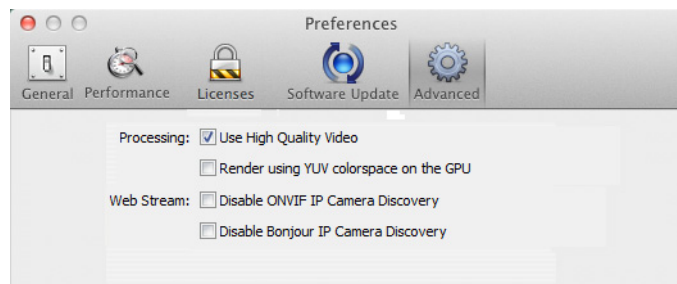 Preferences
General Performance Licenses Software Update Advanced
Processing: Use High Quality Video
Render using YUV colorspace on the GPU
Web Stream: Disable ONVIF IP Camera Discovery
Disable Bonjour IP Camera Discovery